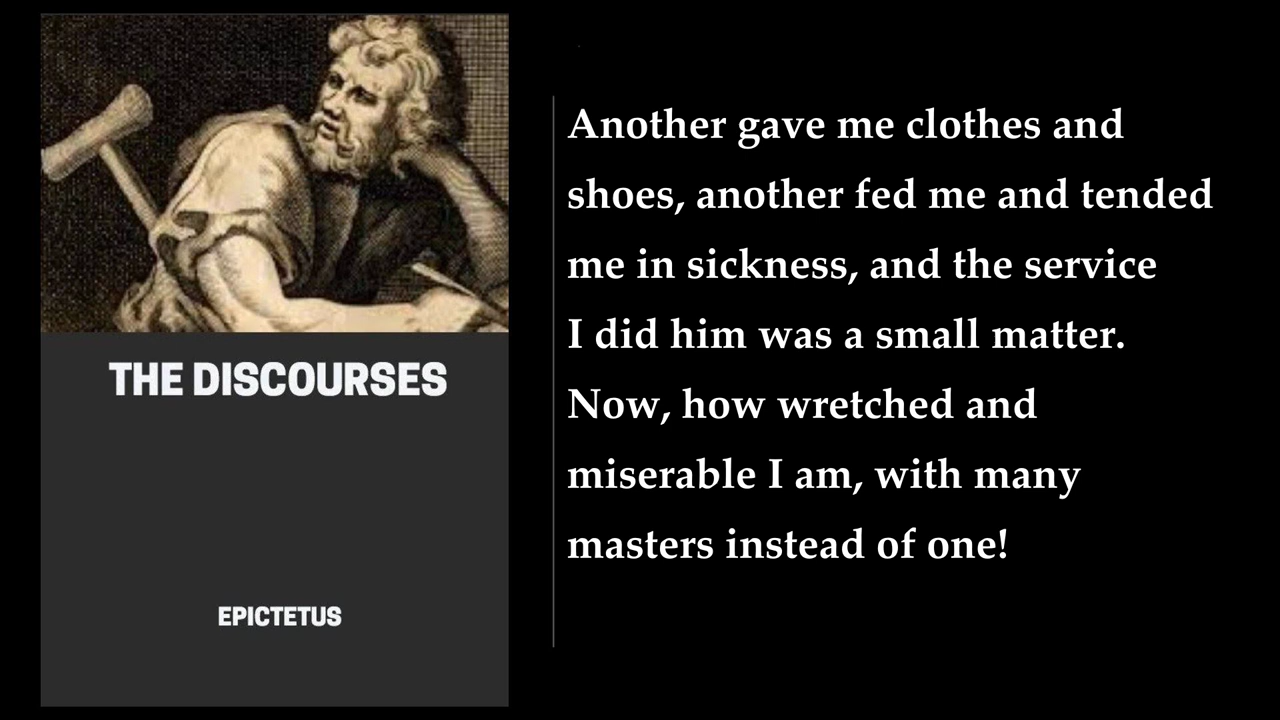 THE DISCOURSES
EPICTETUS
Another gave me clothes and
shoes, another fed me and tended
me in sickness, and the service
I did him was a small matter.
Now, how wretched and
miserable I am, with many
masters instead of one!